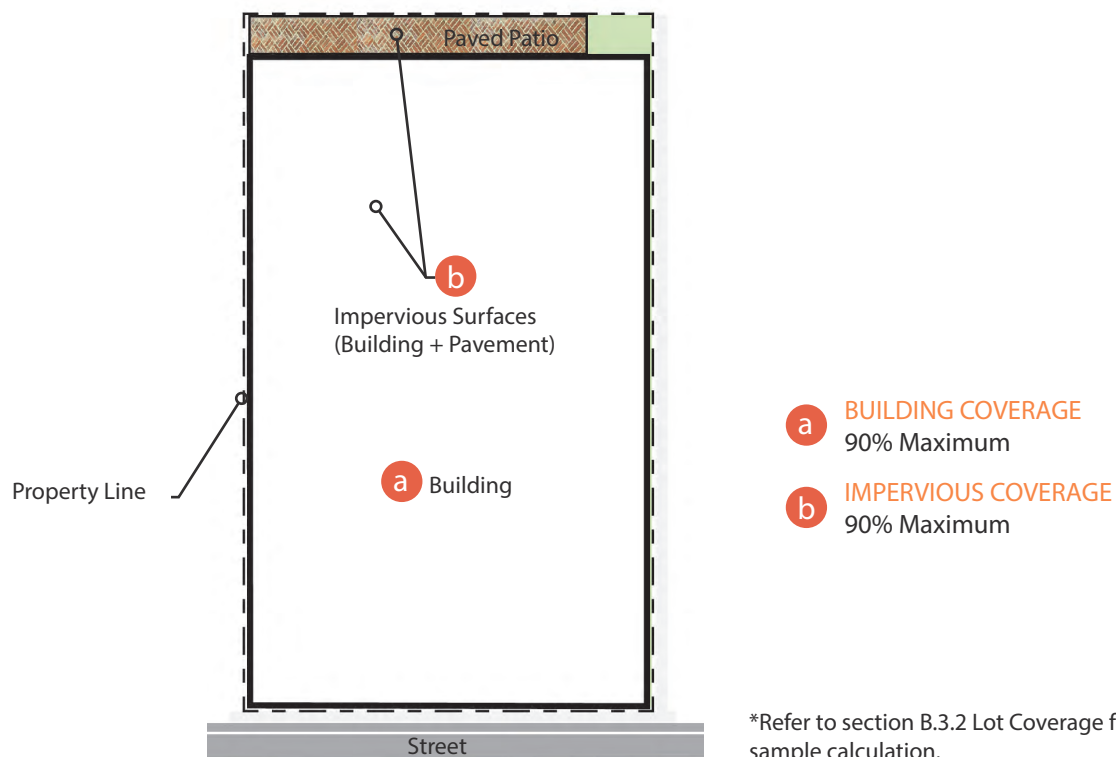 Paved Patio
b
Impervious Surfaces
(Building + Pavement)
Property Line
a Building
Street
a BUILDING COVERAGE
90% Maximum
b IMPERVIOUS COVERAGE
90% Maximum
*Refer to section B.3.2 Lot Coverage
sample calculation.